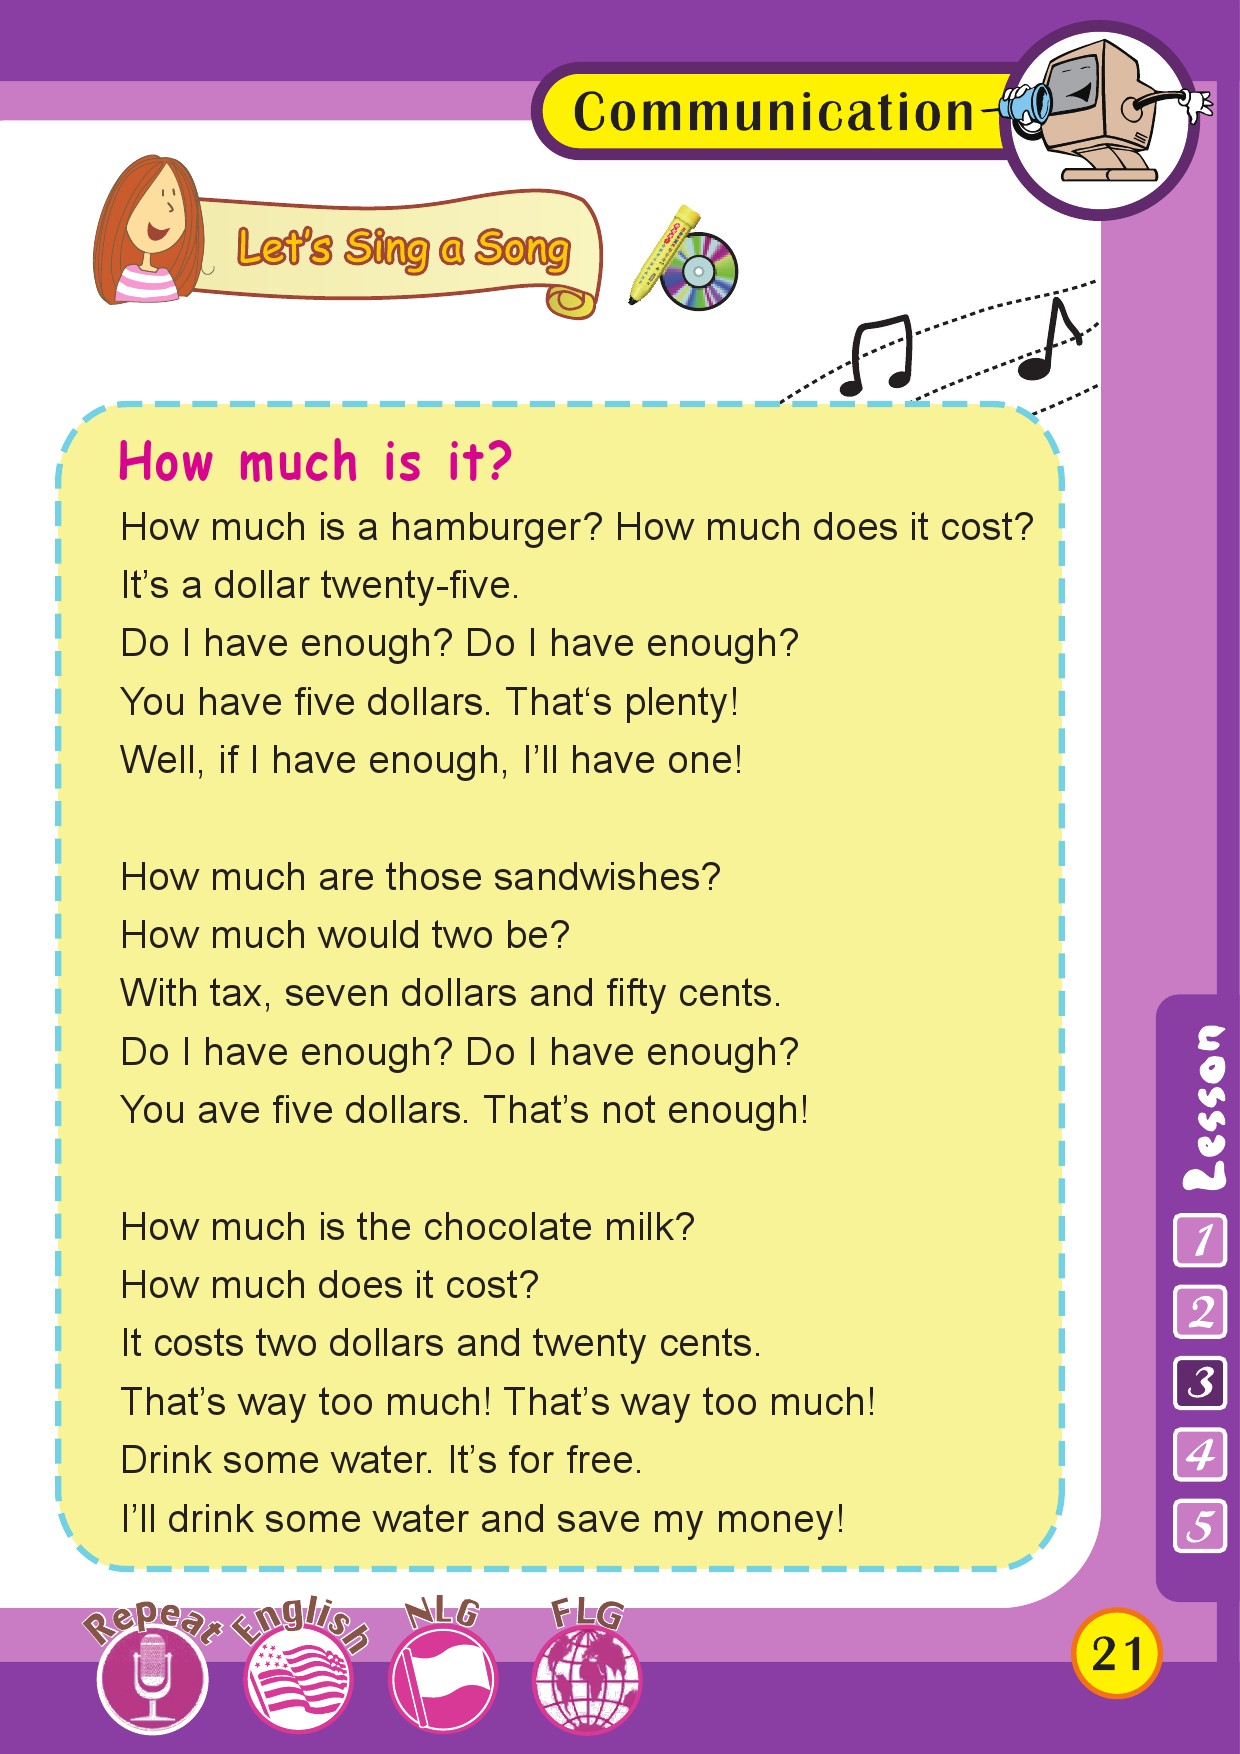 Communication
Let's Sing a Song
How much is it?
How much is a hamburger? How much does it cost?
It's a dollar twenty-five.
Do I have enough? Do I have enough?
You have five dollars. That‘s plenty!
Well, if I have enough, I'll have one!
How much are those sandwishes?
How much would two be?
With tax, seven dollars and fifty cents.
Do I have enough? Do I have enough?
You ave five dollars. That's not enough!
How much is the chocolate milk?
How much does it cost?
It costs two dollars and twenty cents.
That's way too much! That's way too much!
Drink some water. It's for free.
I'll drink some water and save my money!
Lesson
1
2
3
4
5
Repeat English NLG FLG
21